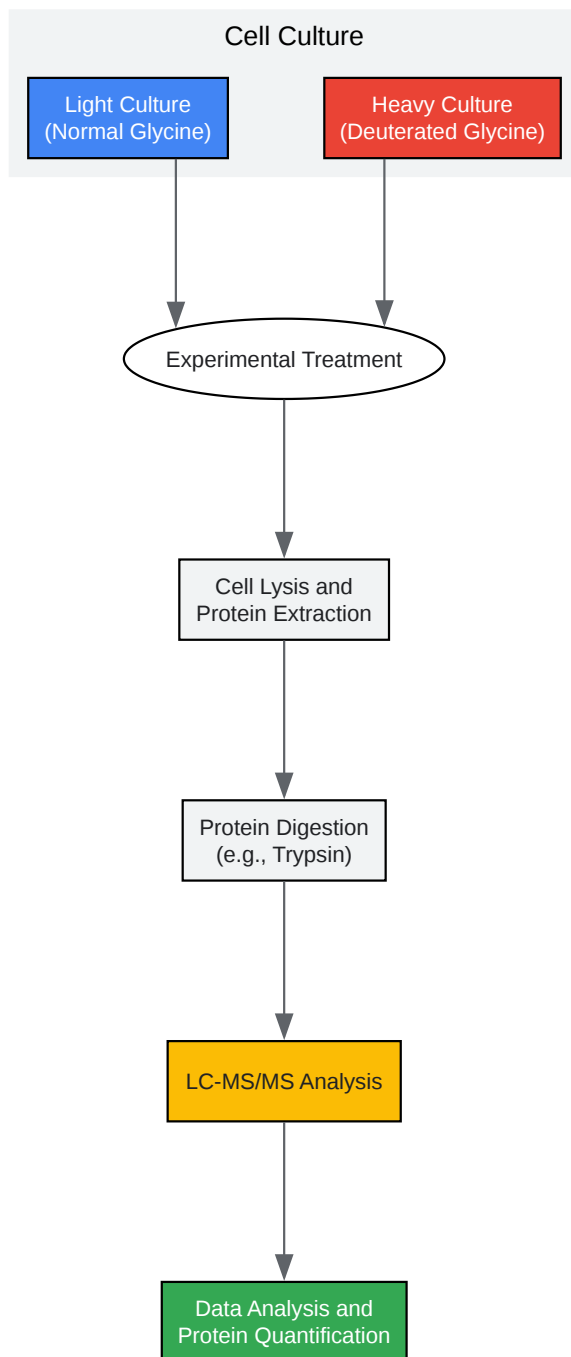 Cell Culture
Light Culture
(Normal Glycine)
Heavy Culture
(Deuterated Glycine)
Experimental Treatment
Cell Lysis and
Protein Extraction
Protein Digestion
(e.g., Trypsin)
LC-MS/MS Analysis
Data Analysis and
Protein Quantification